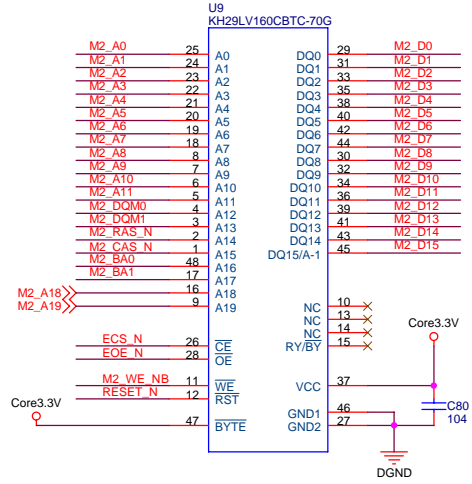 U9
KH29LV160CBTC-70G
M2_A0 25 A0 DQ0 29 M2_D0
M2_A1 24 A1 DQ1 31 M2_D1
M2_A2 23 A2 DQ2 33 M2_D2
M2_A3 22 A3 DQ3 35 M2_D3
M2_A4 21 A4 DQ4 38 M2_D4
M2_A5 20 A5 DQ5 40 M2_D5
M2_A6 19 A6 DQ6 42 M2_D6
M2_A7 18 A7 DQ7 44 M2_D7
M2_A8 8 A8 DQ8 30 M2_D8
M2_A9 7 A9 DQ9 32 M2_D9
M2_A10 6 A10 DQ10 34 M2_D10
M2_A11 5 A11 DQ11 36 M2_D11
M2_DQM0 4 A12 DQ12 39 M2_D12
M2_DQM1 3 A13 DQ13 41 M2_D13
M2_RAS_N 2 A14 DQ14 43 M2_D14
M2_CAS_N 1 A15 DQ15/A-1 45 M2_D15
M2_BA0 48 A16
M2_BA1 17 A17
M2_A18 16 A18
M2_A19 9 A19 NC 10
NC 13
NC 14
ECS_N 26 CE RY/BY 15 Core3.3V
EOE_N 28 OE
M2_WE_NB 11 WE VCC 37
RESET_N 12 RST
Core3.3V GND1 46 C80
47 BYTE GND2 27 104
DGND